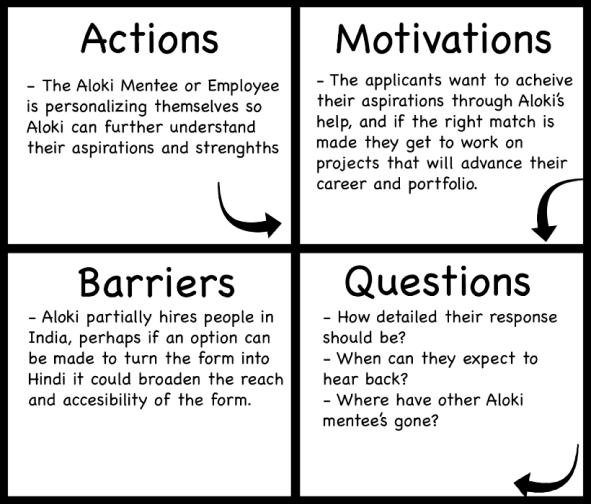 Actions
- The Aloki Mentee or Employee
is personalizing themselves so
Aloki can further understand
their aspirations and strenghths
Motivations
- The applicants want to acheive
their aspirations through Aloki's
help, and if the right match is
made they get to work on
projects that will advance their
career and portfolio.
Barriers
- Aloki partially hires people in
India, perhaps if an option can
be made to turn the form into
Hindi it could broaden the reach
and accesibility of the form.
Questions
- How detailed their response
should be?
- When can they expect to
hear back?
- Where have other Aloki
mentee's gone?